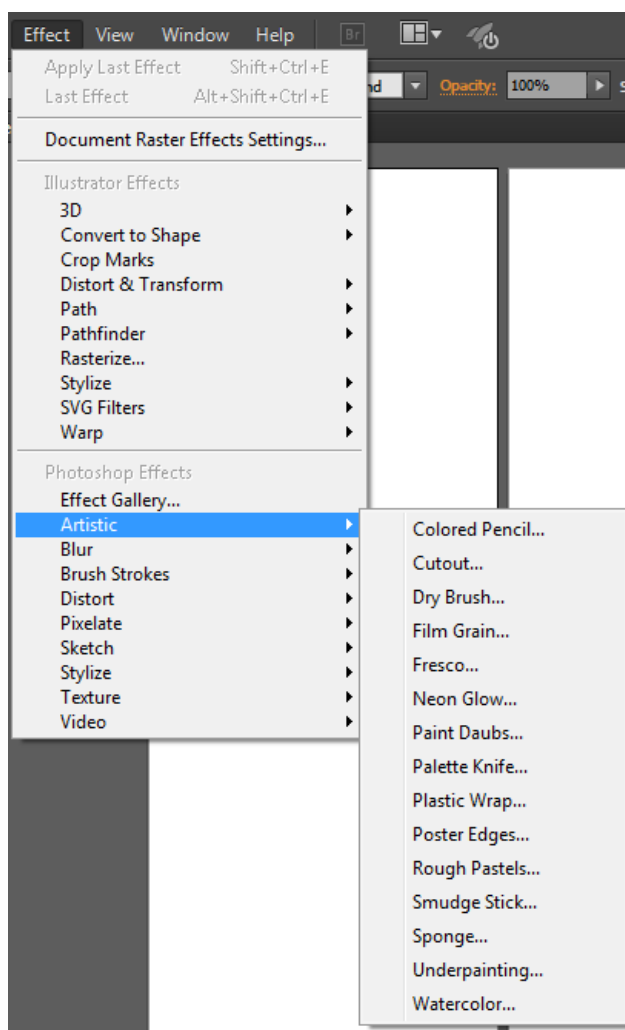 Effect View Window Help Br
Apply Last Effect Shift+Ctrl+E
Last Effect Alt+Shift+Ctrl+E
Opacity: 100%
Document Raster Effects Settings...
Illustrator Effects
3D
Convert to Shape
Crop Marks
Distort & Transform
Path
Pathfinder
Rasterize...
Stylize
SVG Filters
Warp
Photoshop Effects
Effect Gallery...
Artistic
Blur
Brush Strokes
Distort
Pixelate
Sketch
Stylize
Texture
Video
Colored Pencil...
Cutout...
Dry Brush...
Film Grain...
Fresco...
Neon Glow...
Paint Daubs...
Palette Knife...
Plastic Wrap...
Poster Edges...
Rough Pastels...
Smudge Stick...
Sponge...
Underpainting...
Watercolor...